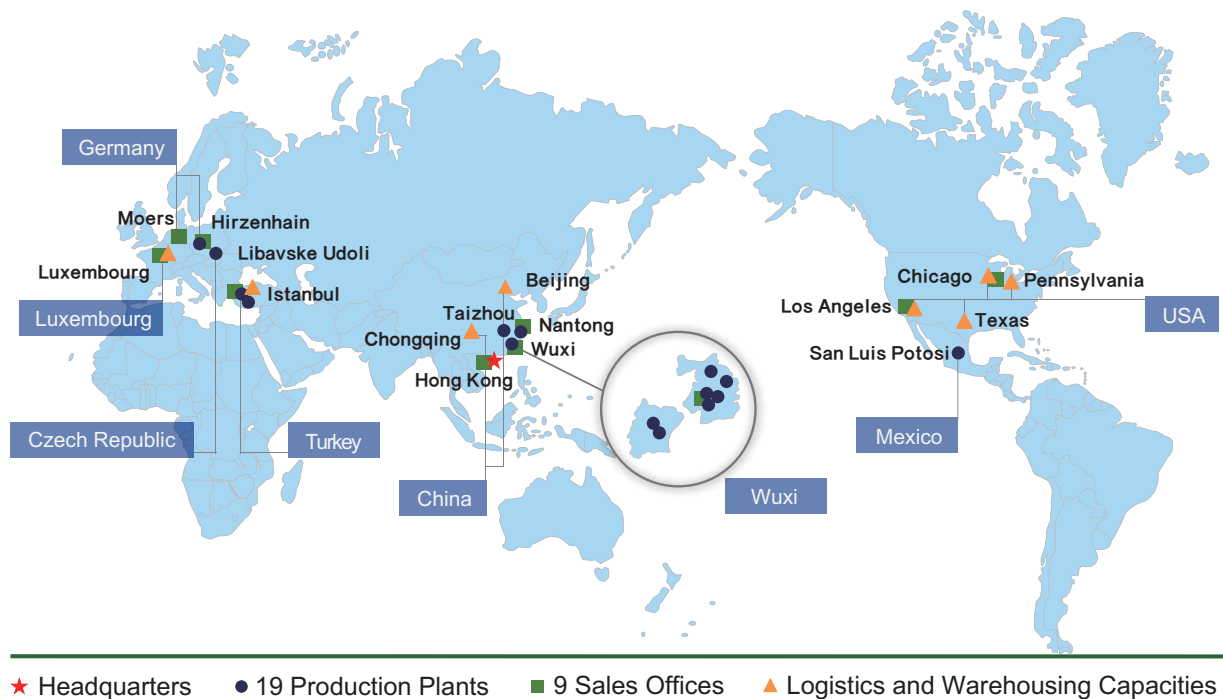 Germany
Moers
Hirzenhain
Libavske Udoli
Luxembourg
Istanbul
Luxembourg
Czech Republic
Turkey
Beijing
Taizhou
Nantong
Chongqing
Wuxi
Hong Kong
China
Wuxi
Chicago
Pennsylvania
Los Angeles
Texas
USA
San Luis Potosi
Mexico
Headquarters
19 Production Plants
9 Sales Offices
Logistics and Warehousing Capacities